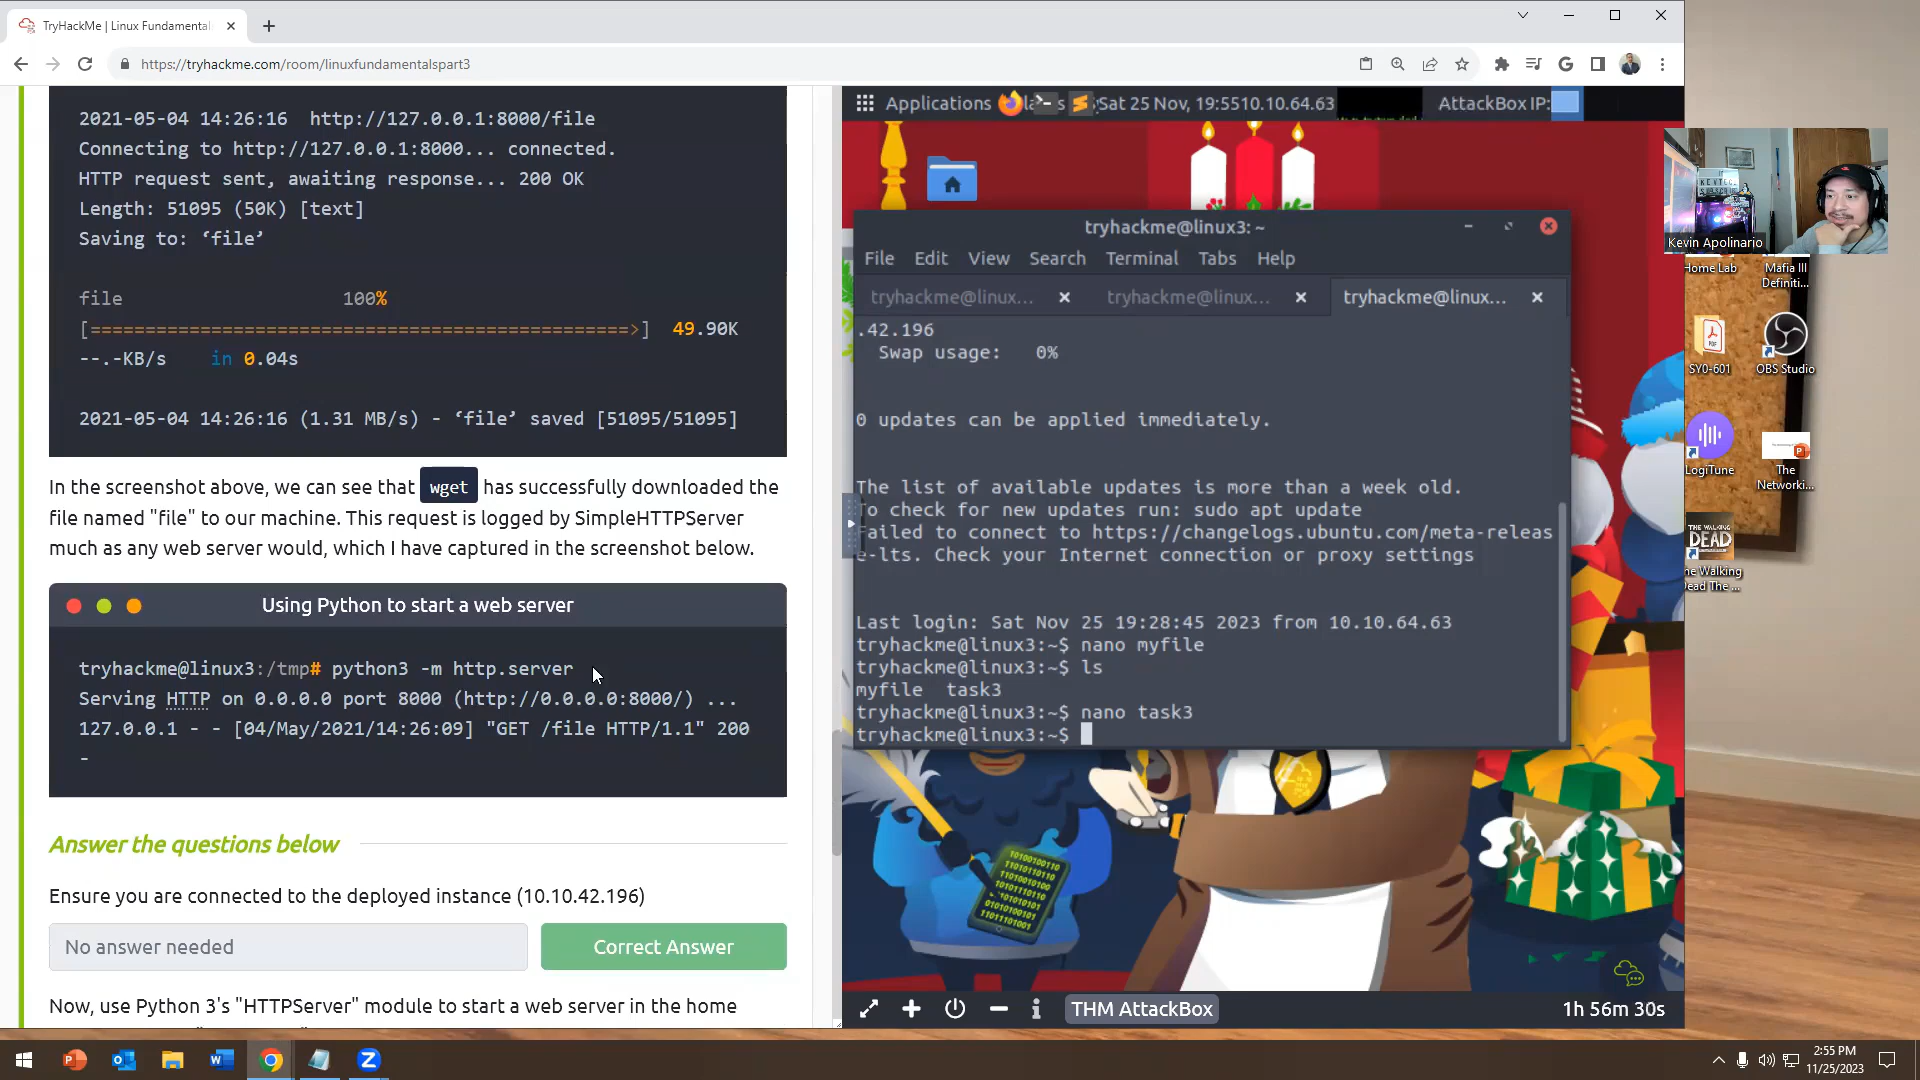 TryHackMe | Linux Fundamental
https://tryhackme.com/room/linuxfundamentalspart3
2021-05-04 14:26:16  http://127.0.0.1:8000/file
Connecting to http://127.0.0.1:8000... connected.
HTTP request sent, awaiting response... 200 OK
Length: 51095 (50K) [text]
Saving to: ‘file’
file 100%
[==================================================>] 49.90K
--.-KB/s in 0.04s
2021-05-04 14:26:16 (1.31 MB/s) - ‘file’ saved [51095/51095]
In the screenshot above, we can see that wget has successfully downloaded the
file named "file" to our machine. This request is logged by SimpleHTTPServer
much as any web server would, which I have captured in the screenshot below.
Using Python to start a web server
tryhackme@linux3:/tmp# python3 -m http.server
Serving HTTP on 0.0.0.0 port 8000 (http://0.0.0.0:8000/) ...
127.0.0.1 - - [04/May/2021/14:26:09] "GET /file HTTP/1.1" 200
-
Answer the questions below
Ensure you are connected to the deployed instance (10.10.42.196)
No answer needed
Correct Answer
Now, use Python 3's "HTTPServer" module to start a web server in the home
Applications
Sat 25 Nov, 19:55
10.10.64.63
AttackBox IP:
tryhackme@linux3: ~
File Edit View Search Terminal Tabs Help
tryhackme@linux...
tryhackme@linux...
tryhackme@linux...
.42.196
Swap usage: 0%
0 updates can be applied immediately.
The list of available updates is more than a week old.
To check for new updates run: sudo apt update
Failed to connect to https://changelogs.ubuntu.com/meta-releas
e-lts. Check your Internet connection or proxy settings
Last login: Sat Nov 25 19:28:45 2023 from 10.10.64.63
tryhackme@linux3:~$ nano myfile
tryhackme@linux3:~$ ls
myfile task3
tryhackme@linux3:~$ nano task3
tryhackme@linux3:~$
THM AttackBox
1h 56m 30s
Kevin Apolinario
Home Lab
Mafia III
Definiti...
SY0-601
OBS Studio
LogiTune
The
Networki...
he Walking
Dead The ...
2:55 PM
11/25/2023